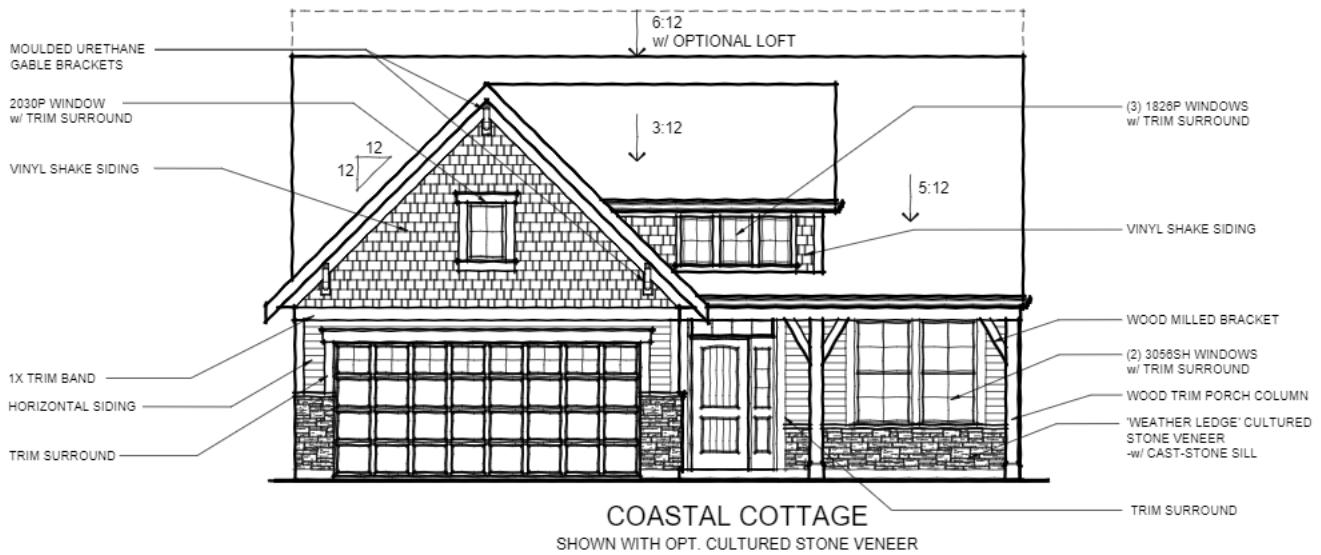 6:12
w/ OPTIONAL LOFT
MOULDED URETHANE
GABLE BRACKETS
2030P WINDOW
w/ TRIM SURROUND
VINYL SHAKE SIDING
12
12
3:12
5:12
1X TRIM BAND
HORIZONTAL SIDING
TRIM SURROUND
(3) 1826P WINDOWS
w/ TRIM SURROUND
VINYL SHAKE SIDING
WOOD MILLED BRACKET
(2) 3056SH WINDOWS
w/ TRIM SURROUND
WOOD TRIM PORCH COLUMN
'WEATHER LEDGE' CULTURED
STONE VENEER
-w/ CAST-STONE SILL
TRIM SURROUND
COASTAL COTTAGE
SHOWN WITH OPT. CULTURED STONE VENEER